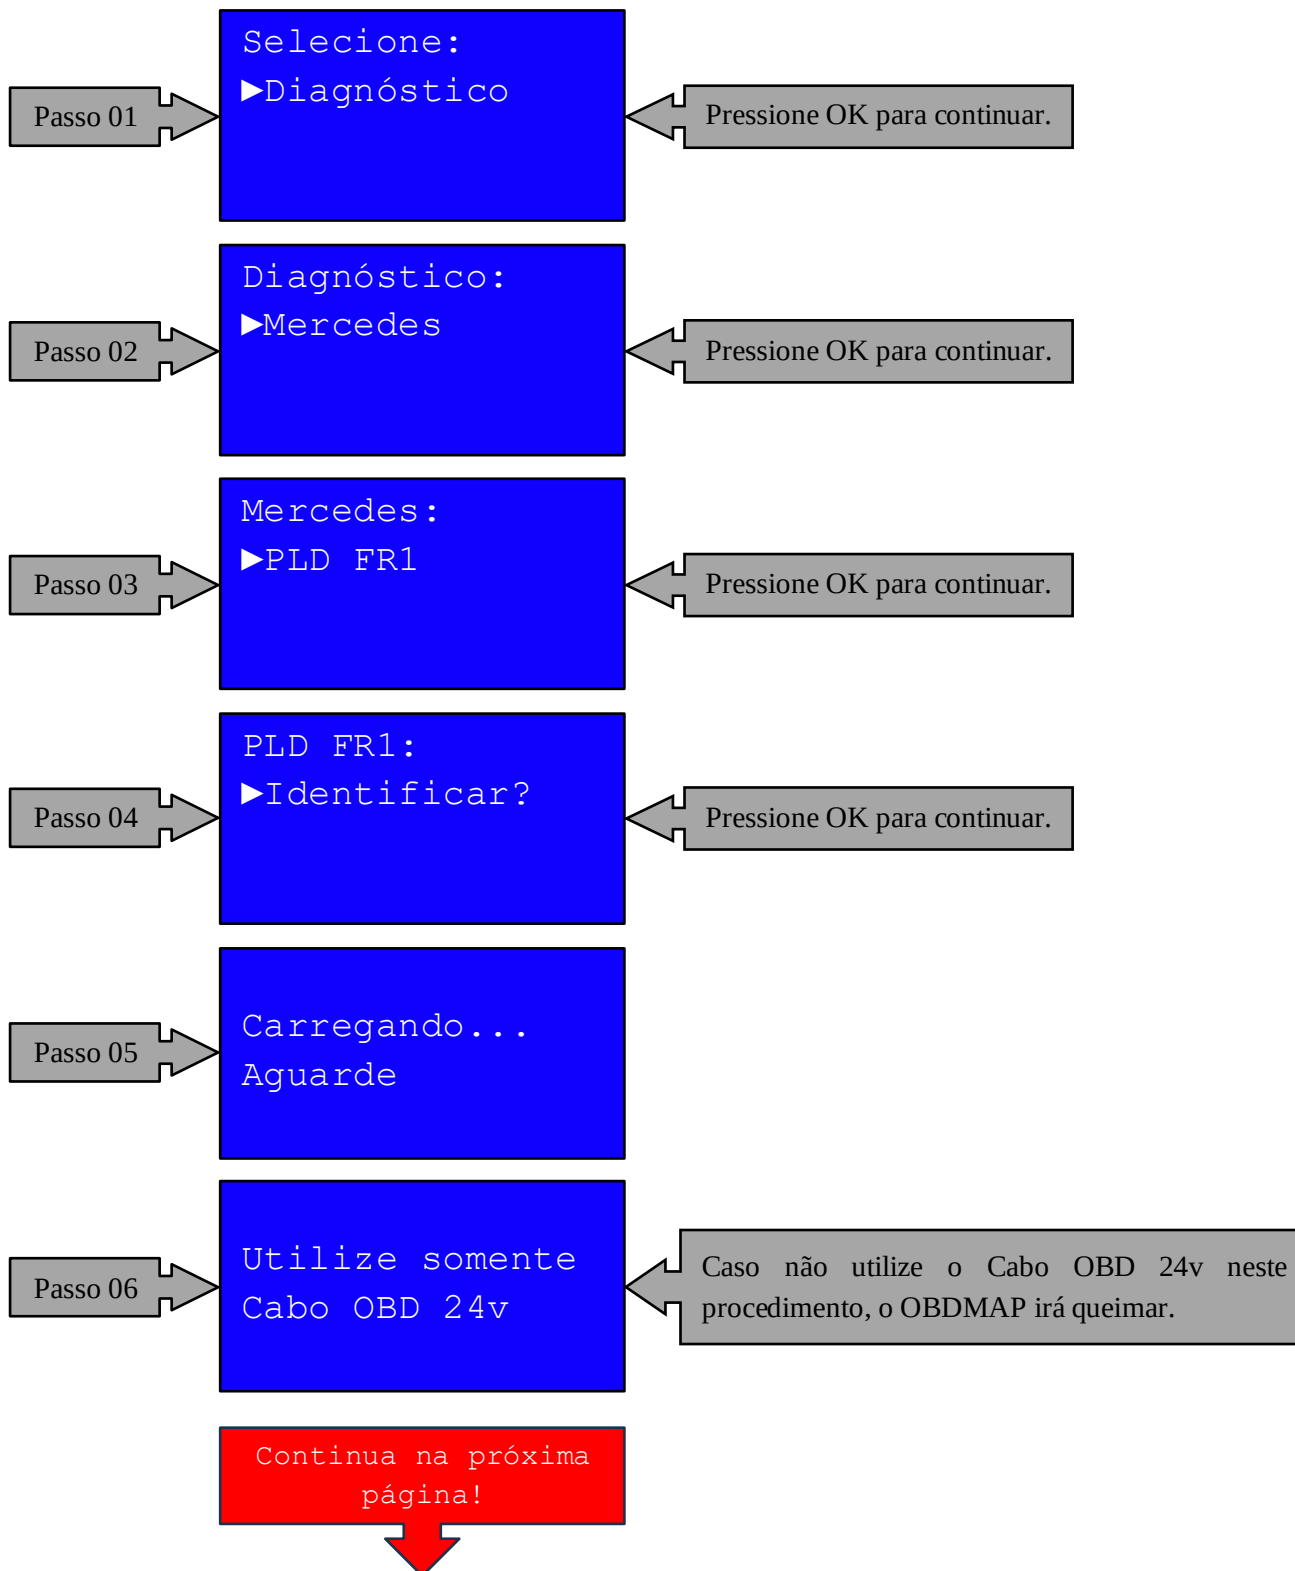 Selecione:
►Diagnóstico
Passo 01
Pressione OK para continuar.
Diagnóstico:
►Mercedes
Passo 02
Pressione OK para continuar.
Mercedes:
►PLD FR1
Passo 03
Pressione OK para continuar.
PLD FR1:
►Identificar?
Passo 04
Pressione OK para continuar.
Carregando...
Aguarde
Passo 05
Utilize somente
Cabo OBD 24v
Passo 06
Caso não utilize o Cabo OBD 24v neste
procedimento, o OBDMAP irá queimar.
Continua na próxima
página!